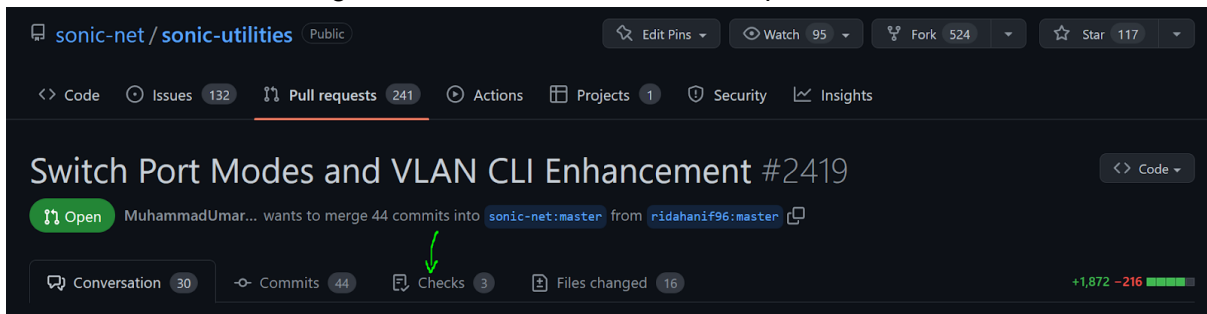 sonic-net / sonic-utilities Public Edit Pins Watch 95 Fork 524 Star 117
Code Issues 132 Pull requests 241 Actions Projects 1 Security Insights
Switch Port Modes and VLAN CLI Enhancement #2419 Code
Open MuhammadUmar... wants to merge 44 commits into sonic-net:master from ridahanif96:master
Conversation 30 Commits 44 Checks 3 Files changed 16 +1,872 −216